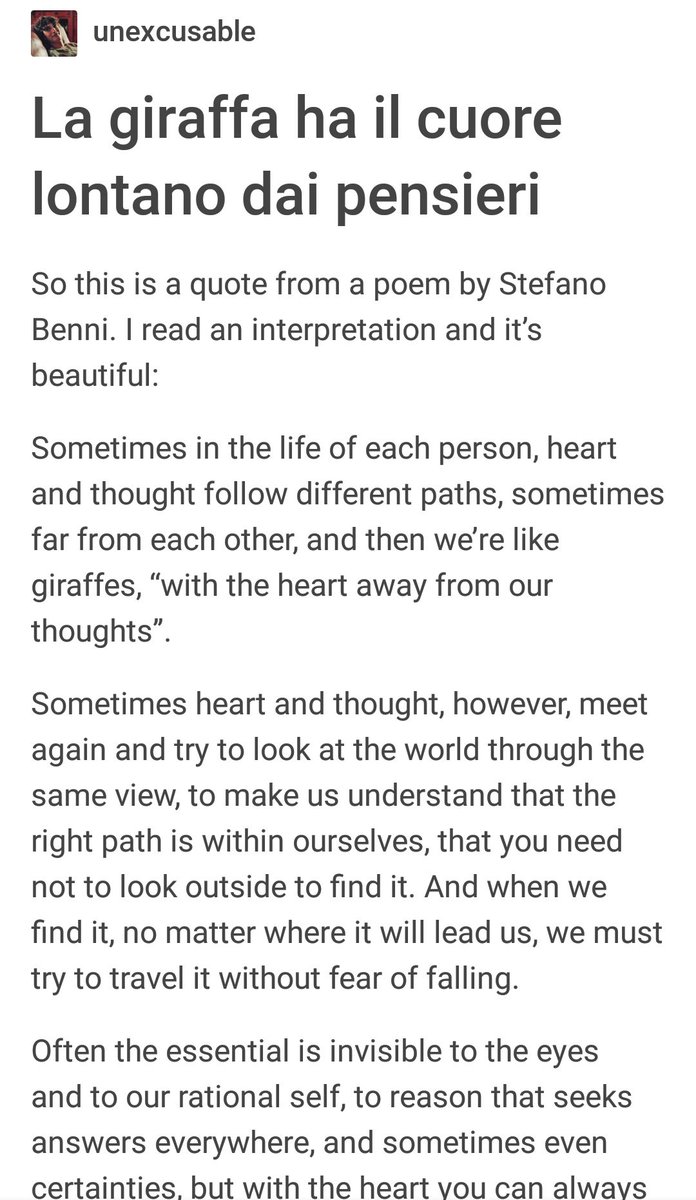 unexcusable
La giraffa ha il cuore
lontano dai pensieri
So this is a quote from a poem by Stefano
Benni. I read an interpretation and it’s
beautiful:
Sometimes in the life of each person, heart
and thought follow different paths, sometimes
far from each other, and then we’re like
giraffes, “with the heart away from our
thoughts”.
Sometimes heart and thought, however, meet
again and try to look at the world through the
same view, to make us understand that the
right path is within ourselves, that you need
not to look outside to find it. And when we
find it, no matter where it will lead us, we must
try to travel it without fear of falling.
Often the essential is invisible to the eyes
and to our rational self, to reason that seeks
answers everywhere, and sometimes even
certainties, but with the heart you can always